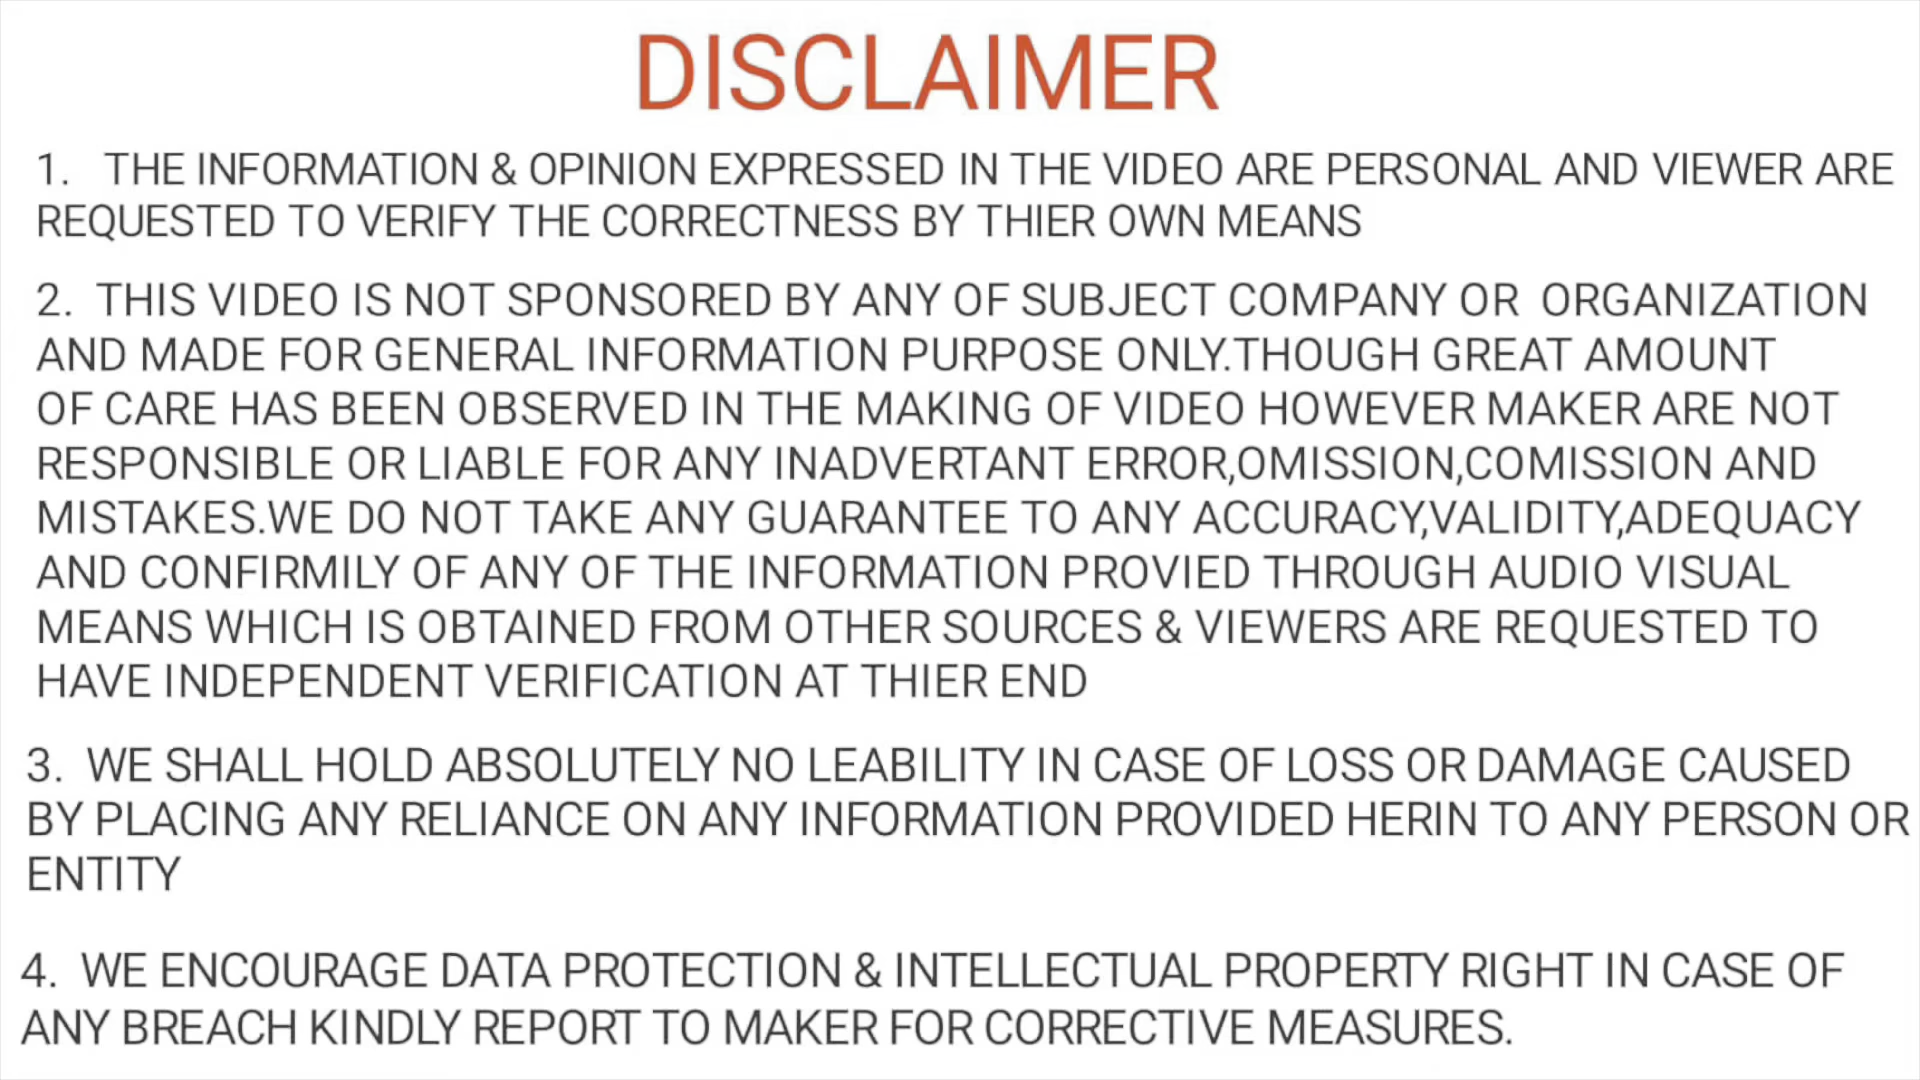 DISCLAIMER
1. THE INFORMATION & OPINION EXPRESSED IN THE VIDEO ARE PERSONAL AND VIEWER ARE
REQUESTED TO VERIFY THE CORRECTNESS BY THIER OWN MEANS
2. THIS VIDEO IS NOT SPONSORED BY ANY OF SUBJECT COMPANY OR ORGANIZATION
AND MADE FOR GENERAL INFORMATION PURPOSE ONLY.THOUGH GREAT AMOUNT
OF CARE HAS BEEN OBSERVED IN THE MAKING OF VIDEO HOWEVER MAKER ARE NOT
RESPONSIBLE OR LIABLE FOR ANY INADVERTANT ERROR,OMISSION,COMISSION AND
MISTAKES.WE DO NOT TAKE ANY GUARANTEE TO ANY ACCURACY,VALIDITY,ADEQUACY
AND CONFIRMILY OF ANY OF THE INFORMATION PROVIED THROUGH AUDIO VISUAL
MEANS WHICH IS OBTAINED FROM OTHER SOURCES & VIEWERS ARE REQUESTED TO
HAVE INDEPENDENT VERIFICATION AT THIER END
3. WE SHALL HOLD ABSOLUTELY NO LEABILITY IN CASE OF LOSS OR DAMAGE CAUSED
BY PLACING ANY RELIANCE ON ANY INFORMATION PROVIDED HERIN TO ANY PERSON OR
ENTITY
4. WE ENCOURAGE DATA PROTECTION & INTELLECTUAL PROPERTY RIGHT IN CASE OF
ANY BREACH KINDLY REPORT TO MAKER FOR CORRECTIVE MEASURES.